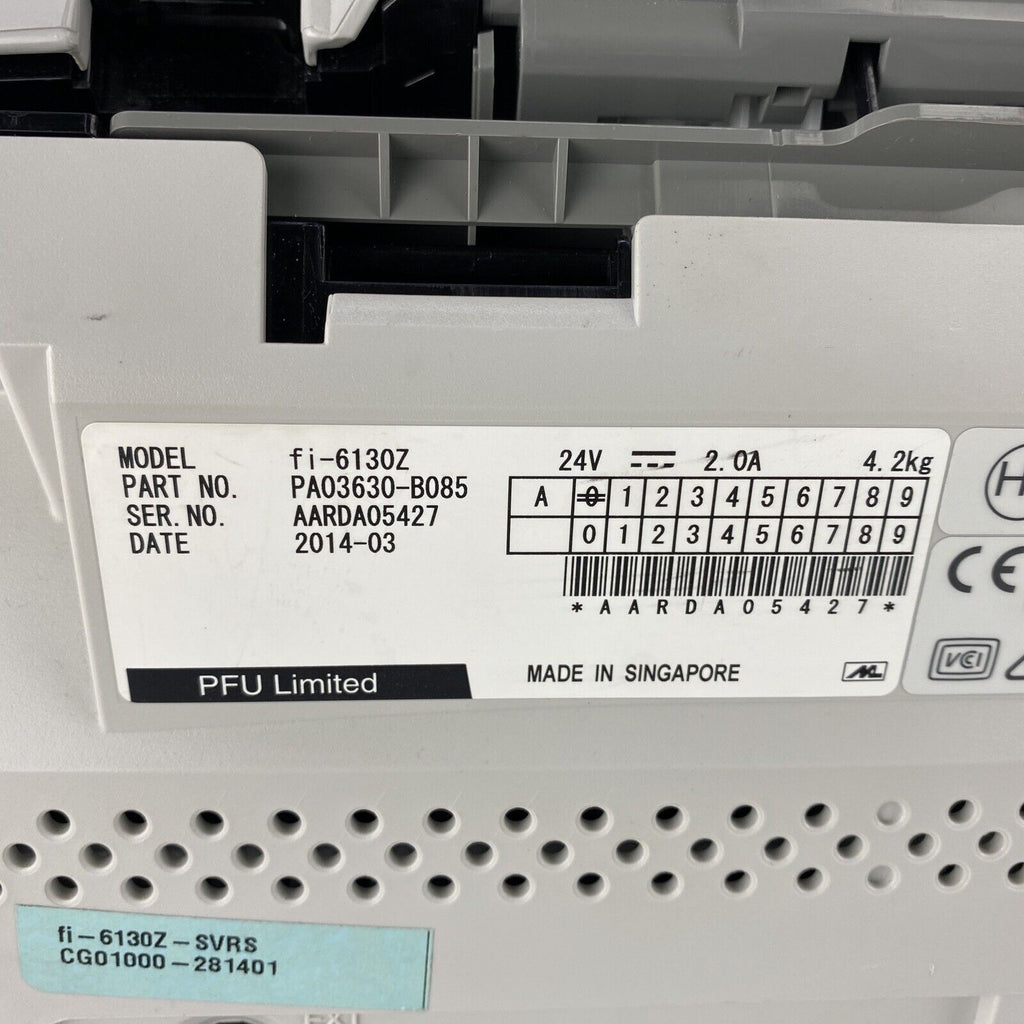 MODEL fi-6130Z 24V 2.0A 4.2kg
PART NO. PA03630-B085
SER.NO. AARDA05427
DATE 2014-03
A 0 1 2 3 4 5 6 7 8 9
0 1 2 3 4 5 6 7 8 9
*AARDA05427*
PFU Limited
MADE IN SINGAPORE
H
CE
VCI
fi-6130Z-SVRS
CG01000-281401